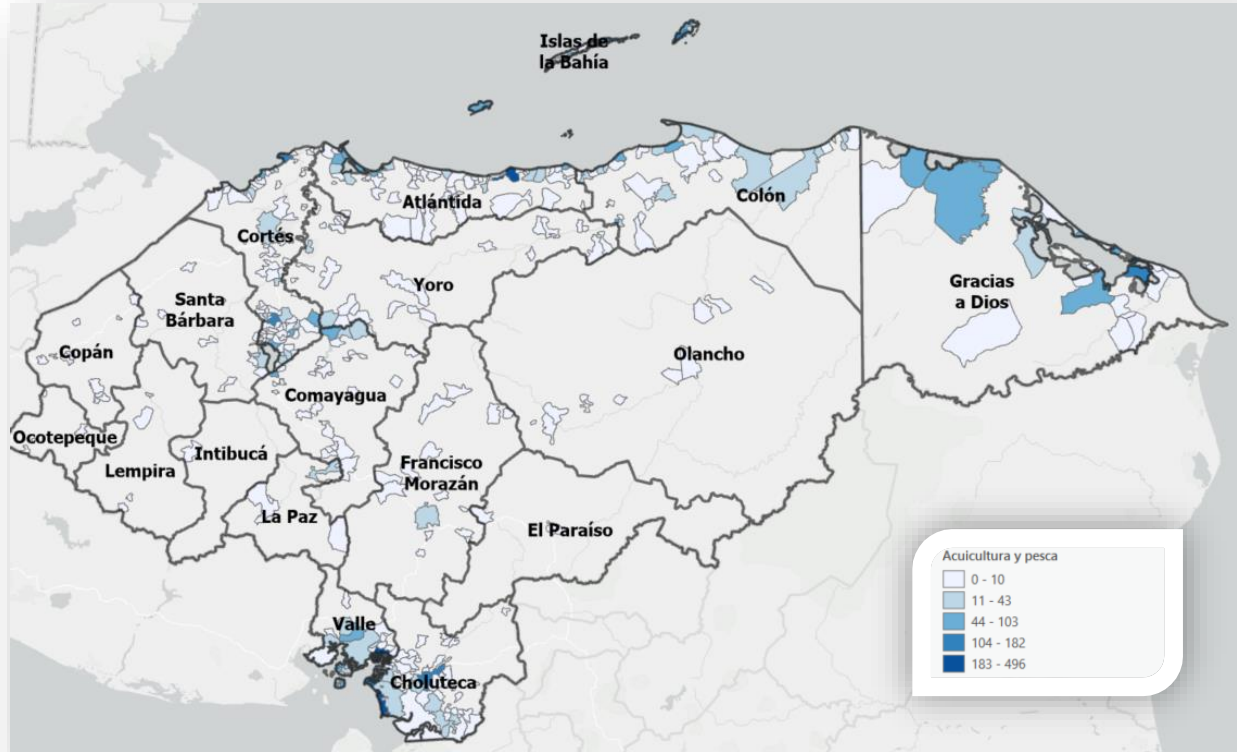 Islas de
la Bahía
Atlántida
Colón
Cortés
Yoro
Gracias
a Dios
Santa
Bárbara
Copán
Olancho
Comayagua
Ocotepeque
Intibucá
Lempira
Francisco
Morazán
La Paz
El Paraíso
Valle
Choluteca
Acuicultura y pesca
0 - 10
11 - 43
44 - 103
104 - 182
183 - 496